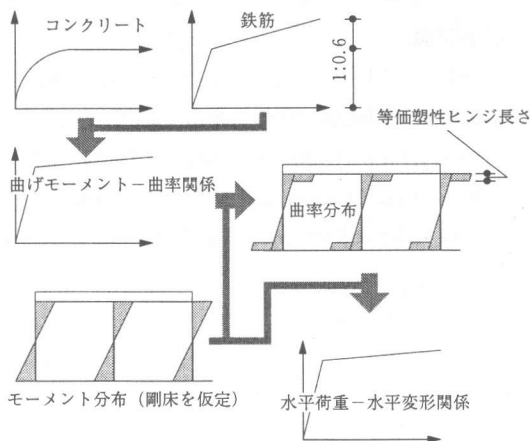 コンクリート
鉄筋
1:0.6
等価塑性ヒンジ長さ
曲げモーメント－曲率関係
曲率分布
モーメント分布（剛床を仮定）
水平荷重－水平変形関係